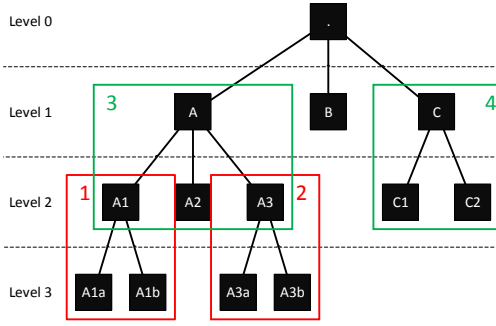 Level 0 .
Level 1 3 A B C 4
Level 2 1 A1 A2 A3 2 C1 C2
Level 3 A1a A1b A3a A3b